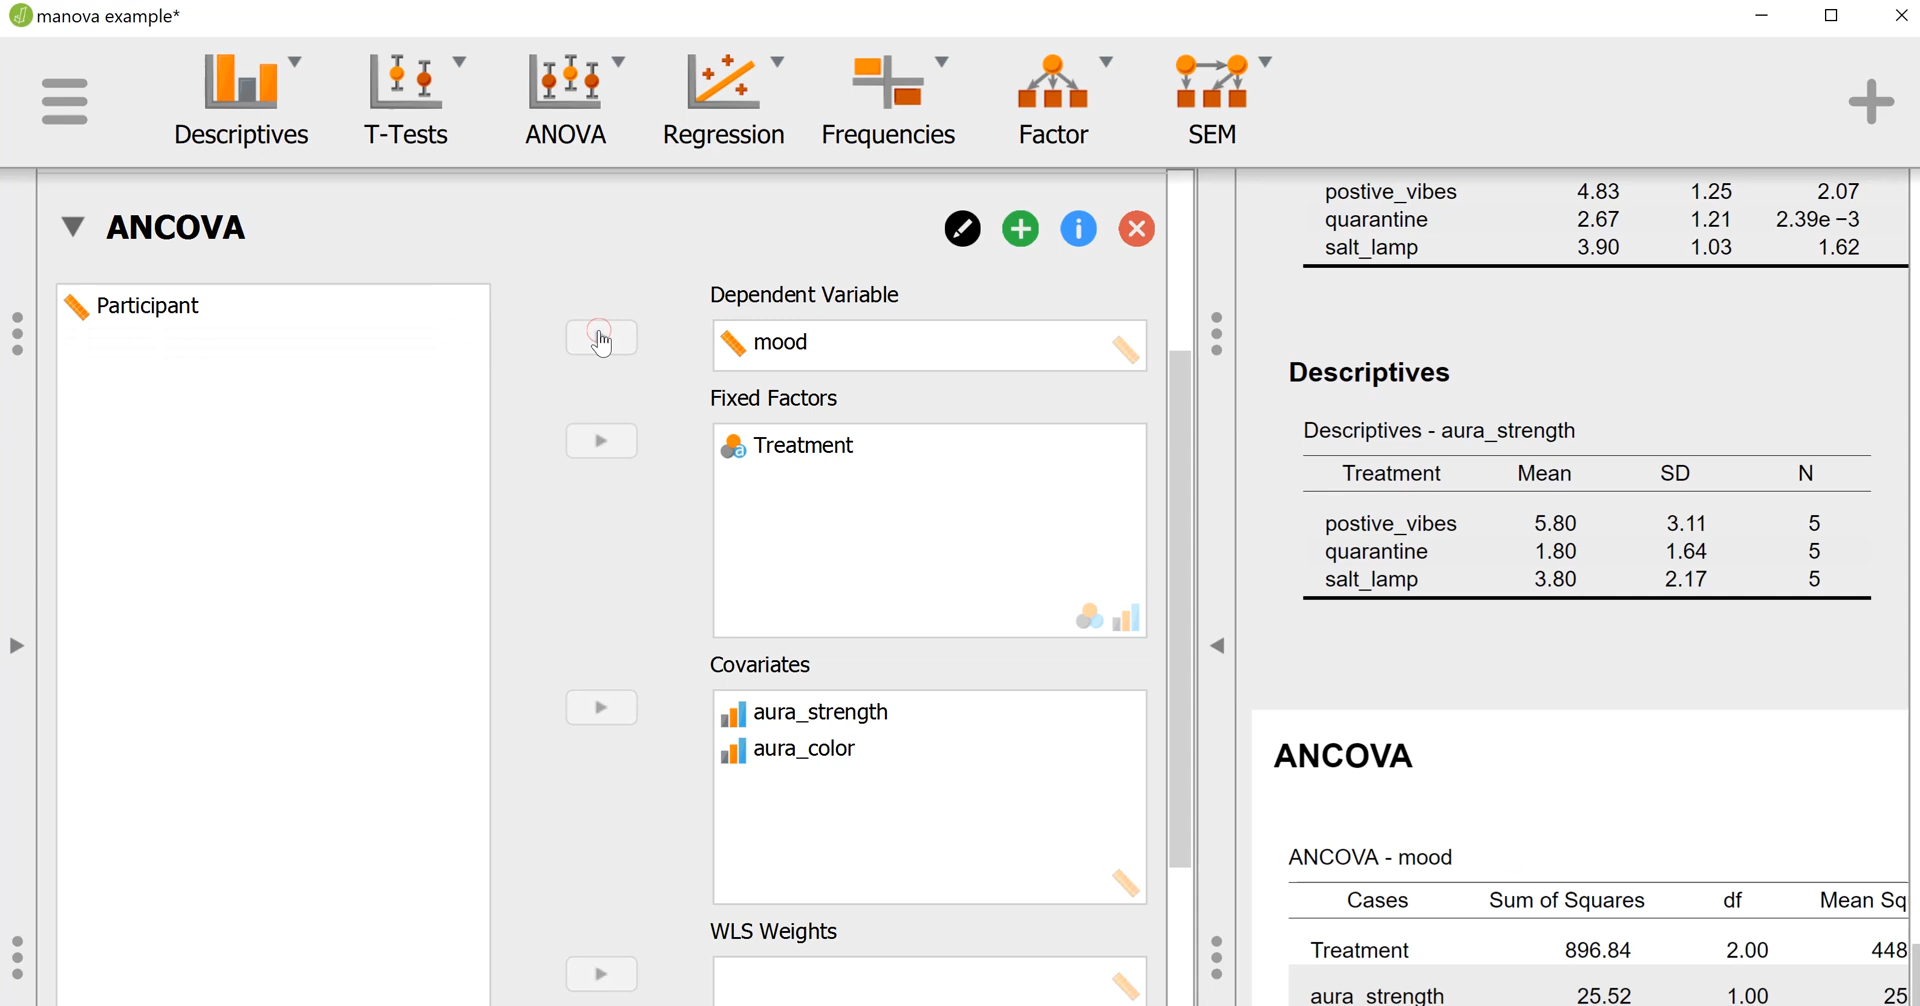 manova example*
Descriptives T-Tests ANOVA Regression Frequencies Factor SEM
ANCOVA
Participant
Dependent Variable
mood
Fixed Factors
Treatment
Covariates
aura_strength
aura_color
WLS Weights
postive_vibes 4.83 1.25 2.07
quarantine 2.67 1.21 2.39e −3
salt_lamp 3.90 1.03 1.62
Descriptives
Descriptives - aura_strength
Treatment Mean SD N
postive_vibes 5.80 3.11 5
quarantine 1.80 1.64 5
salt_lamp 3.80 2.17 5
ANCOVA
ANCOVA - mood
Cases Sum of Squares df Mean Sq
Treatment 896.84 2.00 448
aura_strength 25.52 1.00 25